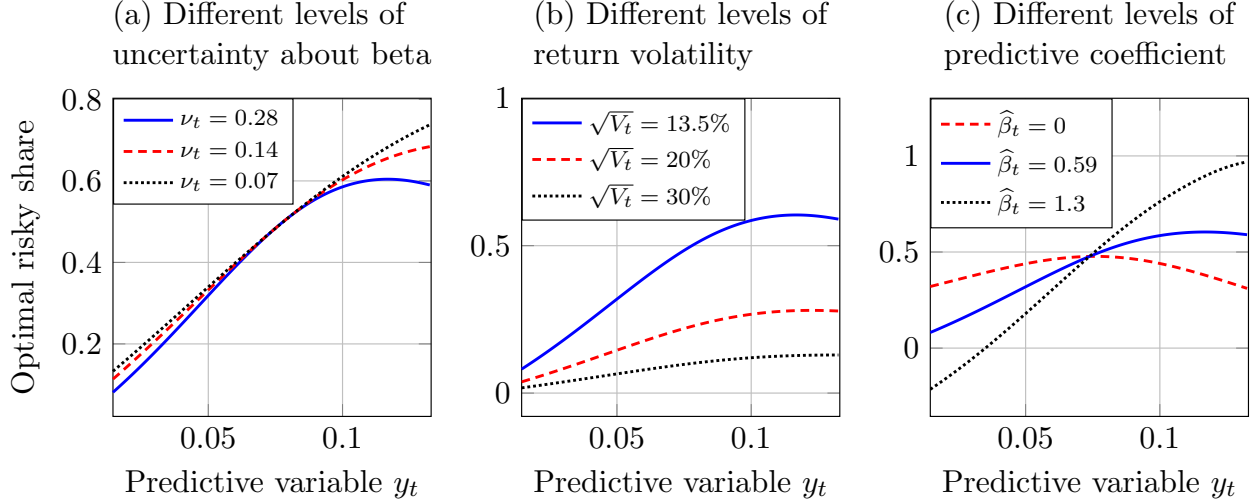 (a) Different levels of
uncertainty about beta
Optimal risky share
0.8
0.6
0.4
0.2
ν_t = 0.28
ν_t = 0.14
ν_t = 0.07
0.05 0.1
Predictive variable y_t
(b) Different levels of
return volatility
1
0.5
0
√V_t = 13.5%
√V_t = 20%
√V_t = 30%
0.05 0.1
Predictive variable y_t
(c) Different levels of
predictive coefficient
1
0.5
0
β̂_t = 0
β̂_t = 0.59
β̂_t = 1.3
0.05 0.1
Predictive variable y_t